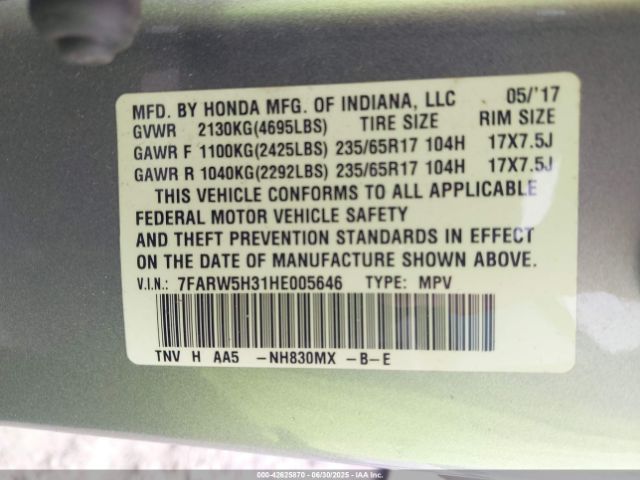 MFD. BY HONDA MFG. OF INDIANA, LLC 05/'17
GVWR 2130KG(4695LBS) TIRE SIZE RIM SIZE
GAWR F 1100KG(2425LBS) 235/65R17 104H 17X7.5J
GAWR R 1040KG(2292LBS) 235/65R17 104H 17X7.5J
THIS VEHICLE CONFORMS TO ALL APPLICABLE
FEDERAL MOTOR VEHICLE SAFETY
AND THEFT PREVENTION STANDARDS IN EFFECT
ON THE DATE OF MANUFACTURE SHOWN ABOVE.
V.I.N.: 7FARW5H31HE005646 TYPE: MPV
TNV H AA5 -NH830MX -B-E
000-42625870 - 06/30/2025 - IAAI PUBLIC